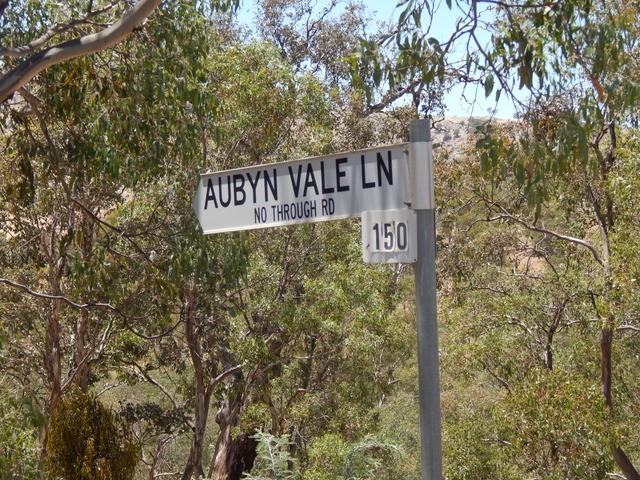 AUBYN VALE LN
NO THROUGH RD
150